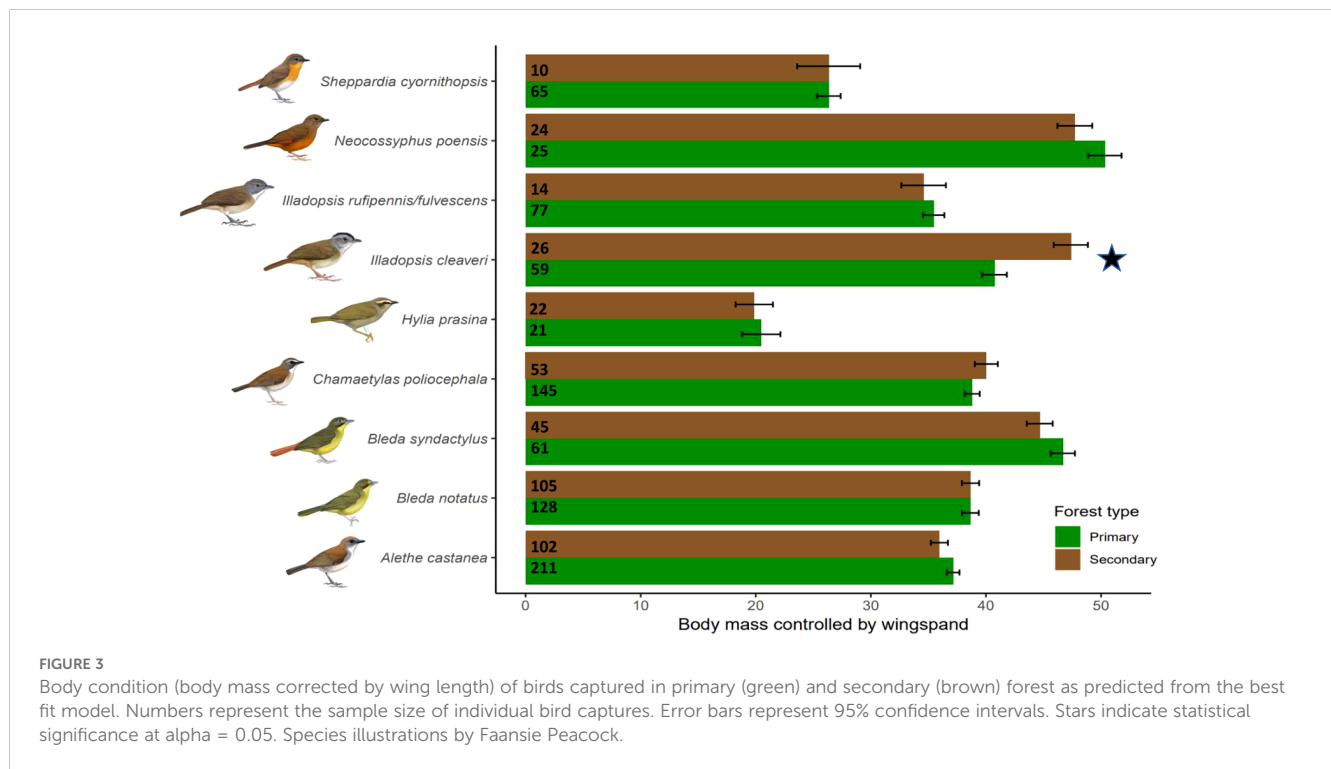 Sheppardia cyornithopsis
10
65
Neocossyphus poensis
24
25
Illadopsis rufipennis/fulvescens
14
77
Illadopsis cleaveri
26
59
Hylia prasina
22
21
Chamaetylas poliocephala
53
145
Bleda syndactylus
45
61
Bleda notatus
105
128
Alethe castanea
102
211
Forest type
Primary
Secondary
0 10 20 30 40 50
Body mass controlled by wingspand
FIGURE 3
Body condition (body mass corrected by wing length) of birds captured in primary (green) and secondary (brown) forest as predicted from the best
fit model. Numbers represent the sample size of individual bird captures. Error bars represent 95% confidence intervals. Stars indicate statistical
significance at alpha = 0.05. Species illustrations by Faansie Peacock.